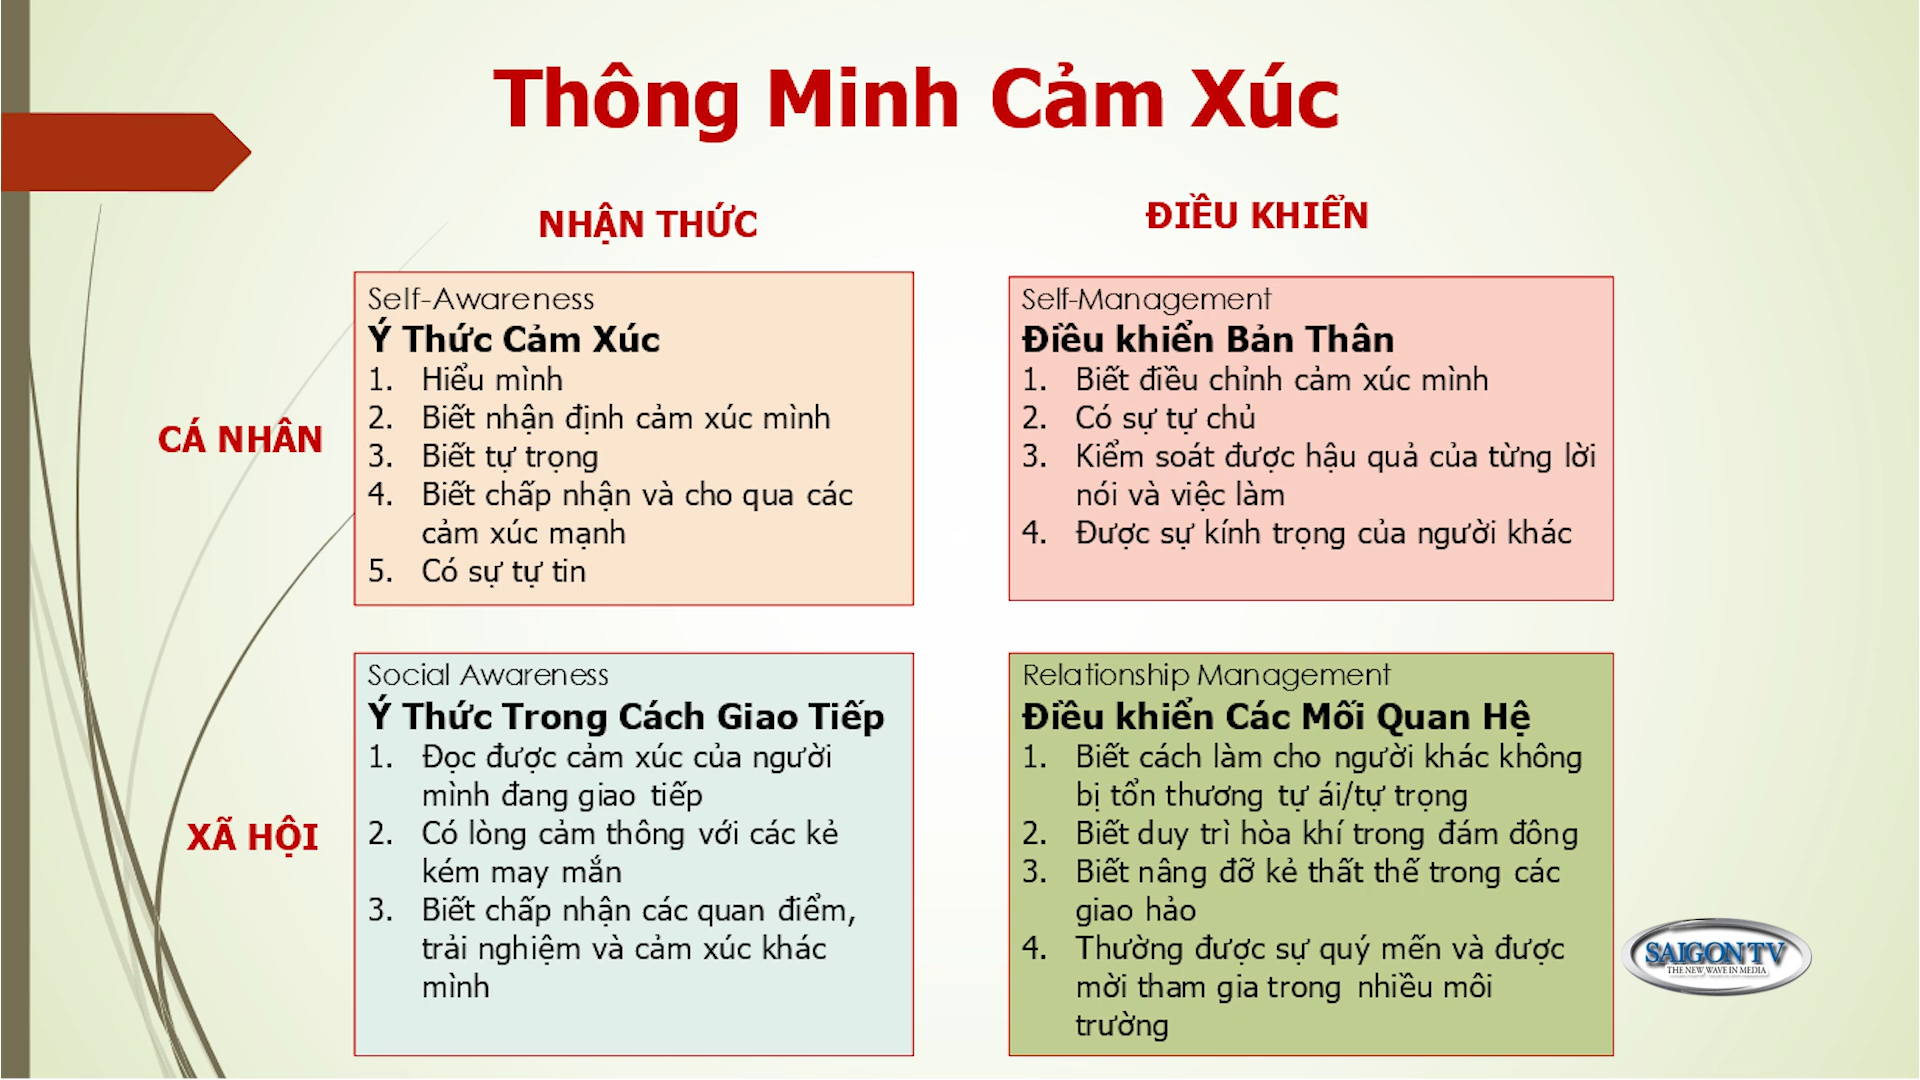 Thông Minh Cảm Xúc
NHẬN THỨC
ĐIỀU KHIỂN
CÁ NHÂN
Self-Awareness
Ý Thức Cảm Xúc
1. Hiểu mình
2. Biết nhận định cảm xúc mình
3. Biết tự trọng
4. Biết chấp nhận và cho qua các
cảm xúc mạnh
5. Có sự tự tin
Self-Management
Điều khiển Bản Thân
1. Biết điều chỉnh cảm xúc mình
2. Có sự tự chủ
3. Kiểm soát được hậu quả của từng lời
nói và việc làm
4. Được sự kính trọng của người khác
XÃ HỘI
Social Awareness
Ý Thức Trong Cách Giao Tiếp
1. Đọc được cảm xúc của người
mình đang giao tiếp
2. Có lòng cảm thông với các kẻ
kém may mắn
3. Biết chấp nhận các quan điểm,
trải nghiệm và cảm xúc khác
mình
Relationship Management
Điều khiển Các Mối Quan Hệ
1. Biết cách làm cho người khác không
bị tổn thương tự ái/tự trọng
2. Biết duy trì hòa khí trong đám đông
3. Biết nâng đỡ kẻ thất thế trong các
giao hảo
4. Thường được sự quý mến và được
mời tham gia trong nhiều môi
trường
SAIGON TV
THE NEW WAVE IN MEDIA